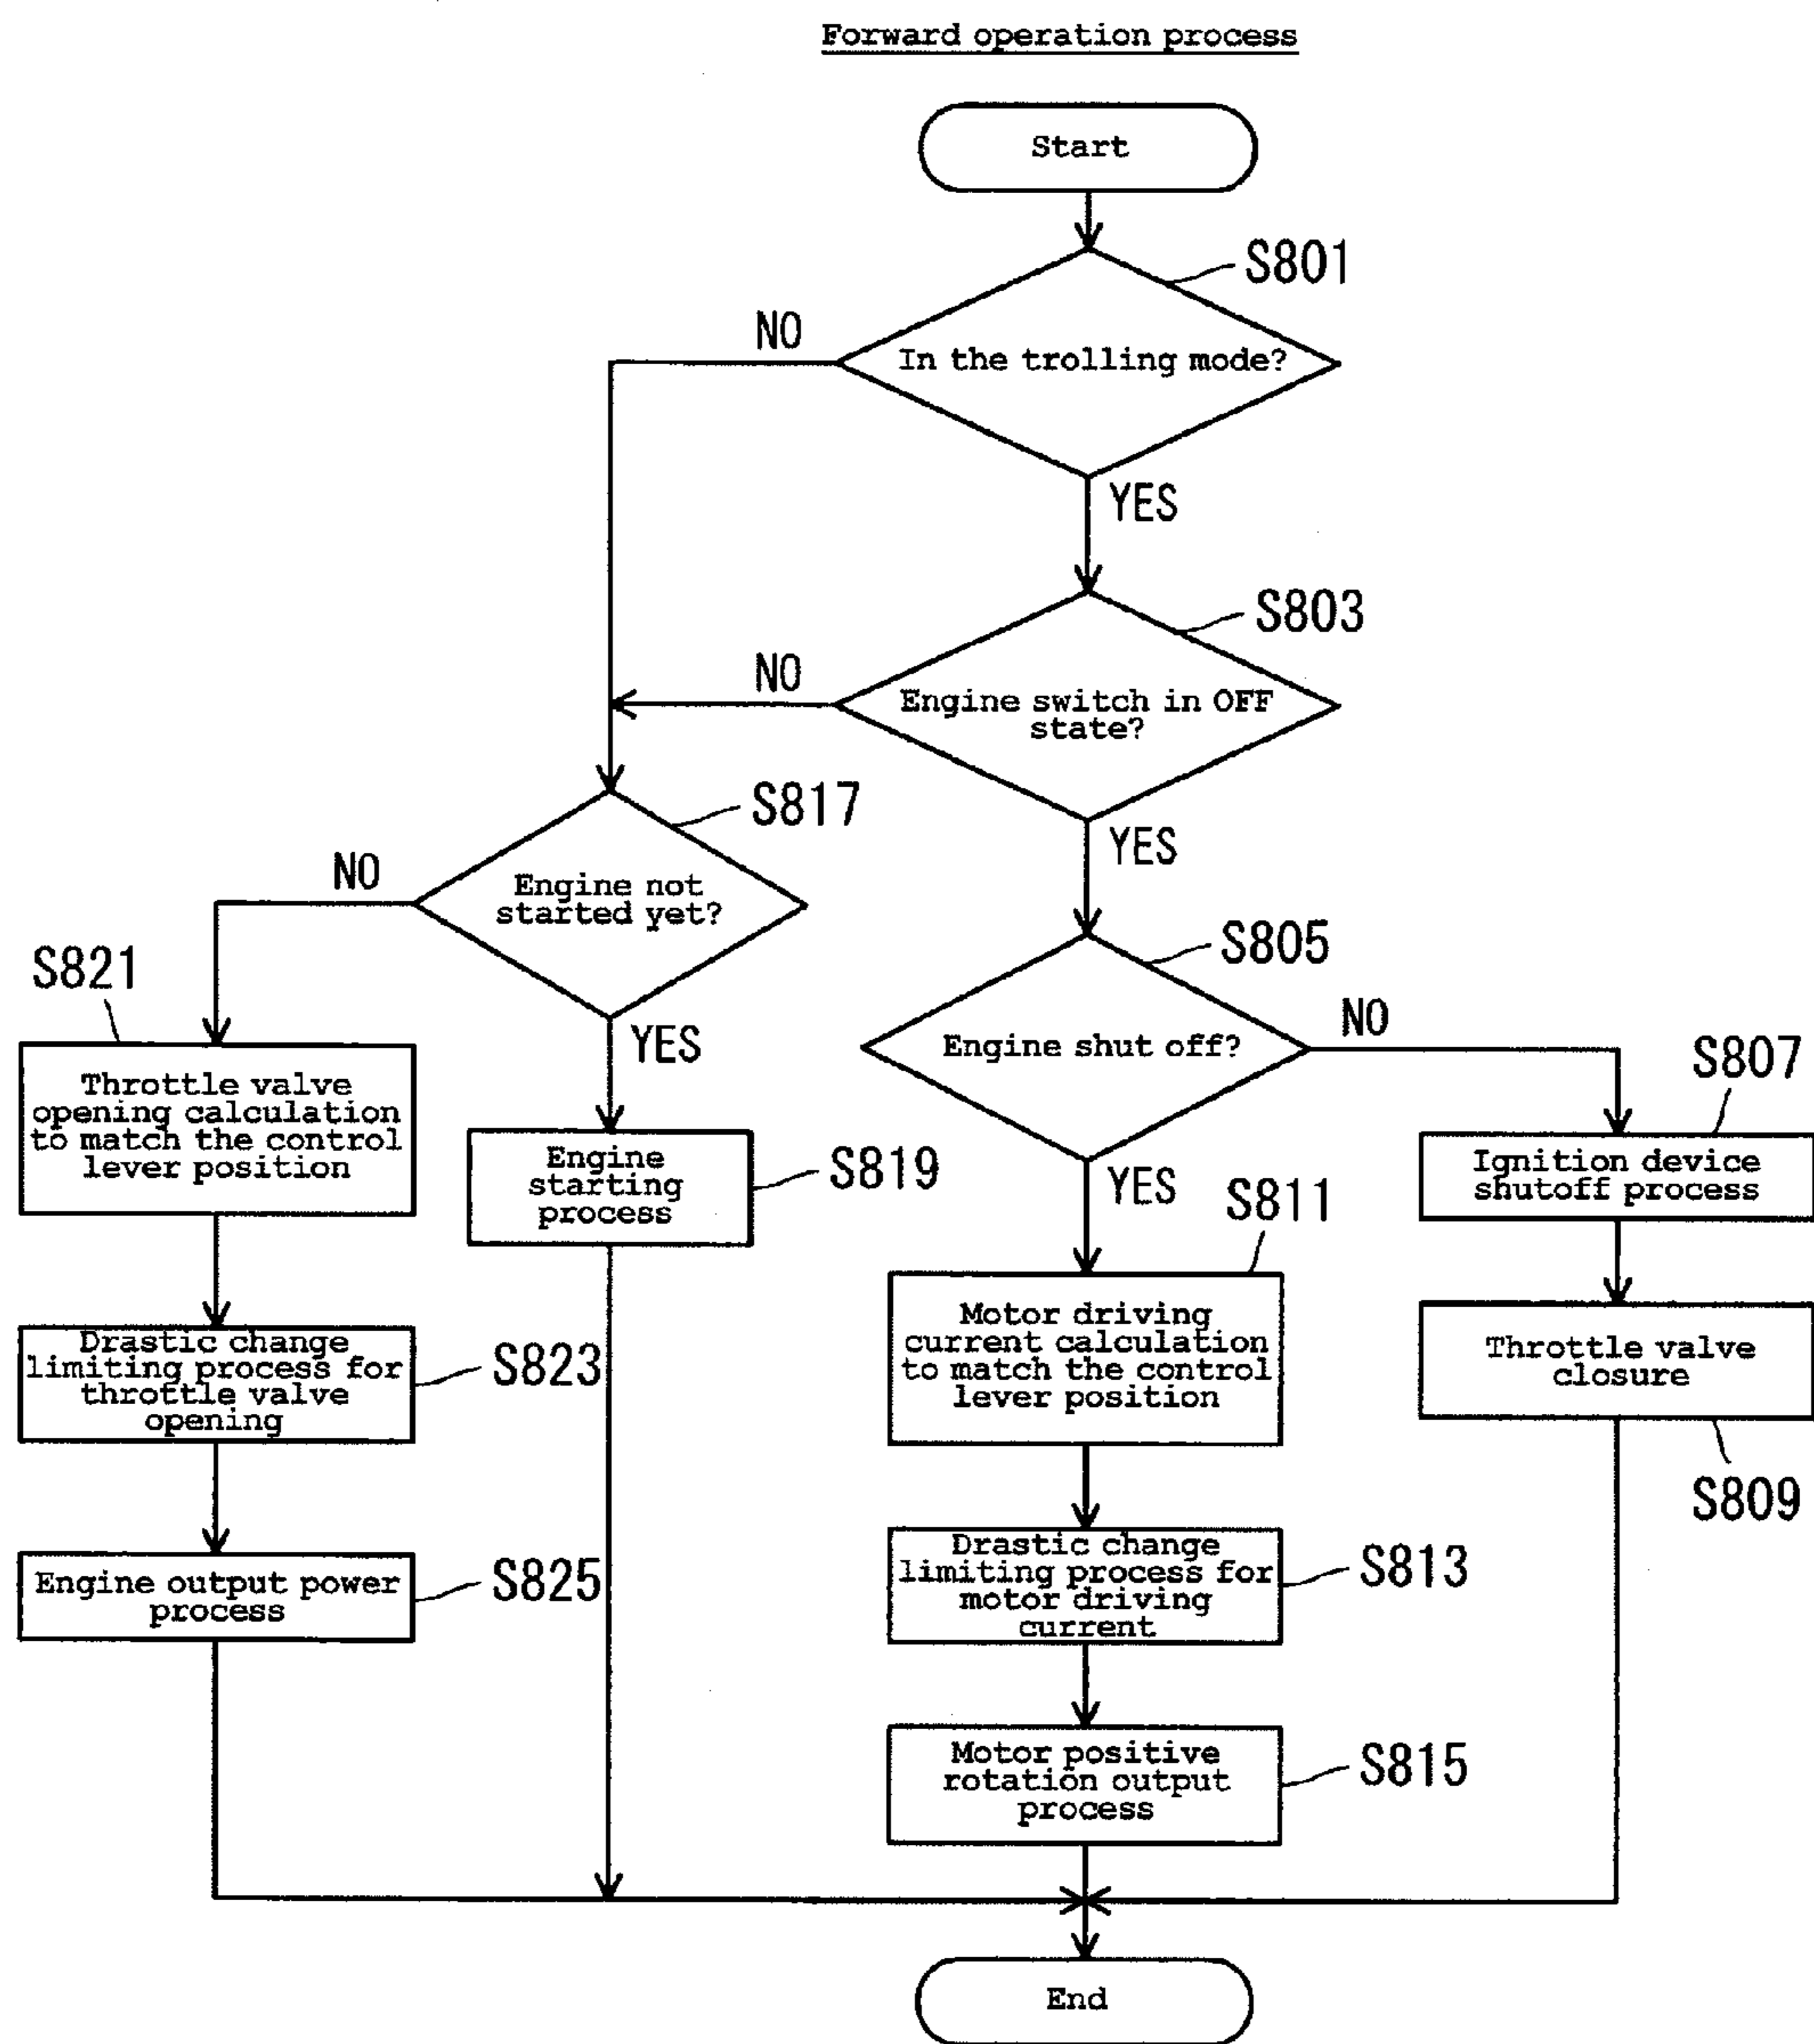 Forward operation process
Start
S801
NO
In the trolling mode?
YES
S803
NO
Engine switch in OFF
state?
S817
YES
NO
Engine not
started yet?
S805
S821
YES
Engine shut off?
NO
S807
Throttle valve
opening calculation
to match the control
lever position
Engine
starting
process
S819
YES
S811
Ignition device
shutoff process
Motor driving
current calculation
to match the control
lever position
Throttle valve
closure
S809
Drastic change
limiting process for
throttle valve
opening
S823
Drastic change
limiting process for
motor driving
current
S813
Engine output power
process
S825
Motor positive
rotation output
process
S815
End